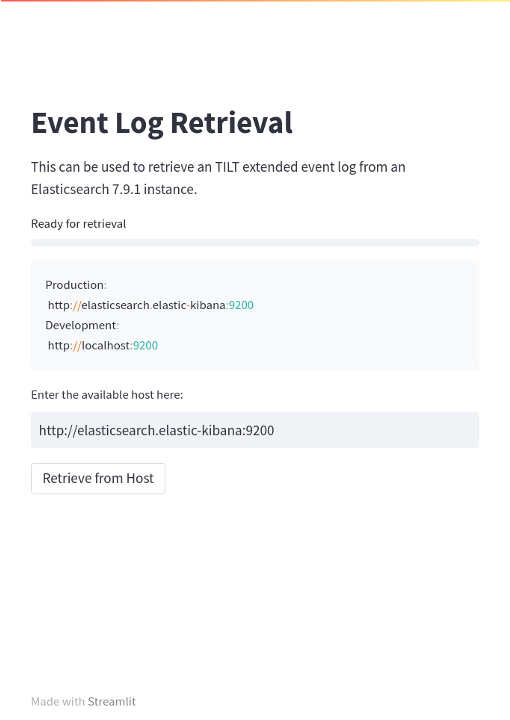 Event Log Retrieval
This can be used to retrieve an TILT extended event log from an
Elasticsearch 7.9.1 instance.
Ready for retrieval
Production:
http://elasticsearch.elastic-kibana:9200
Development:
http://localhost:9200
Enter the available host here:
http://elasticsearch.elastic-kibana:9200
Retrieve from Host
Made with Streamlit